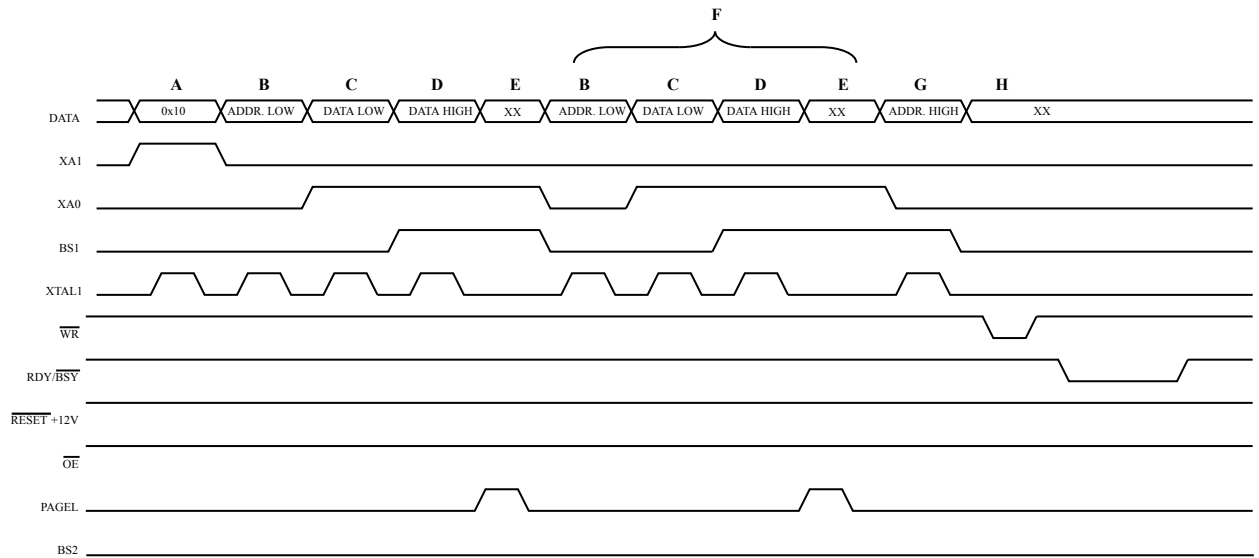 F
A B C D E B C D E G H
DATA 0x10 ADDR. LOW DATA LOW DATA HIGH XX ADDR. LOW DATA LOW DATA HIGH XX ADDR. HIGH XX
XA1
XA0
BS1
XTAL1
WR
RDY/BSY
RESET +12V
OE
PAGEL
BS2